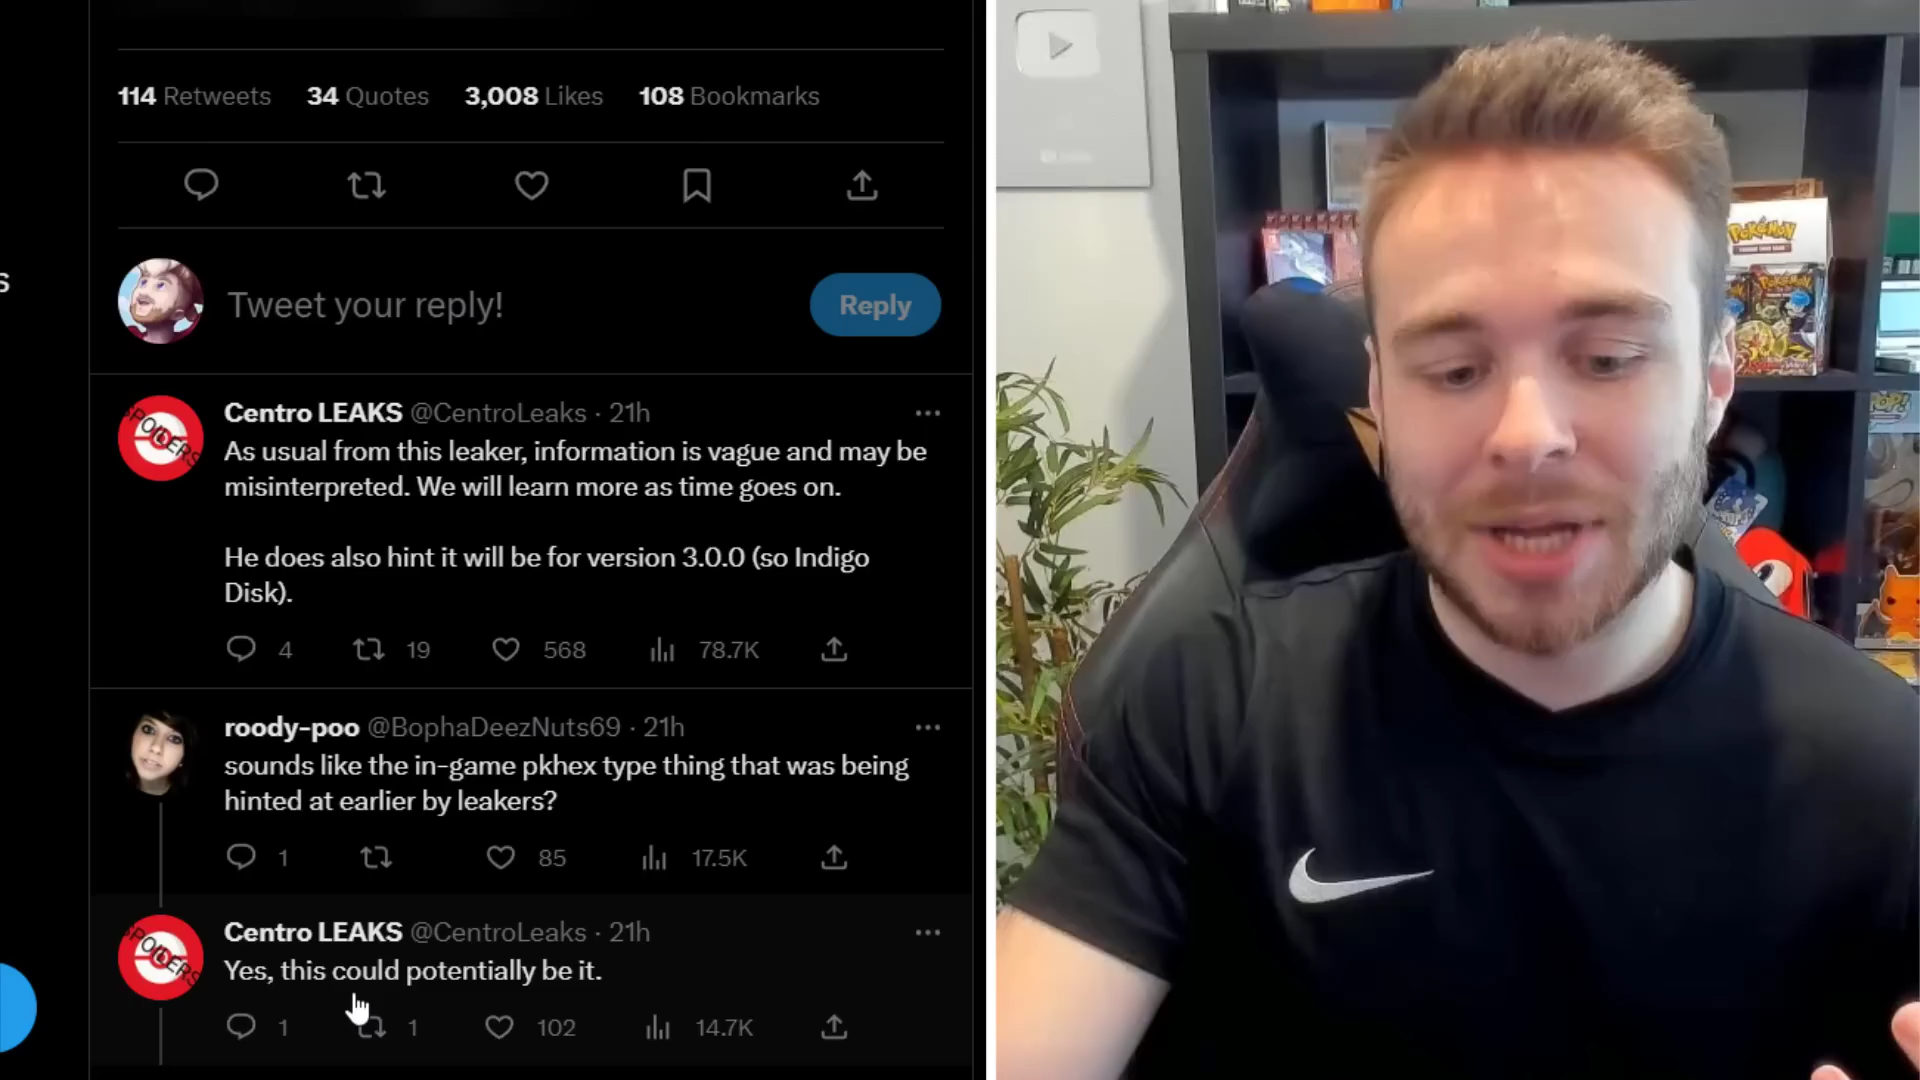 114 Retweets 34 Quotes 3,008 Likes 108 Bookmarks
s
Tweet your reply!
Reply
Centro LEAKS @CentroLeaks · 21h
As usual from this leaker, information is vague and may be
misinterpreted. We will learn more as time goes on.
He does also hint it will be for version 3.0.0 (so Indigo
Disk).
4 19 568 78.7K
roody-poo @BophaDeezNuts69 · 21h
sounds like the in-game pkhex type thing that was being
hinted at earlier by leakers?
1 85 17.5K
Centro LEAKS @CentroLeaks · 21h
Yes, this could potentially be it.
1 1 102 14.7K
SPOILERS
SPOILERS
POKéMON
POKéMON
POP!